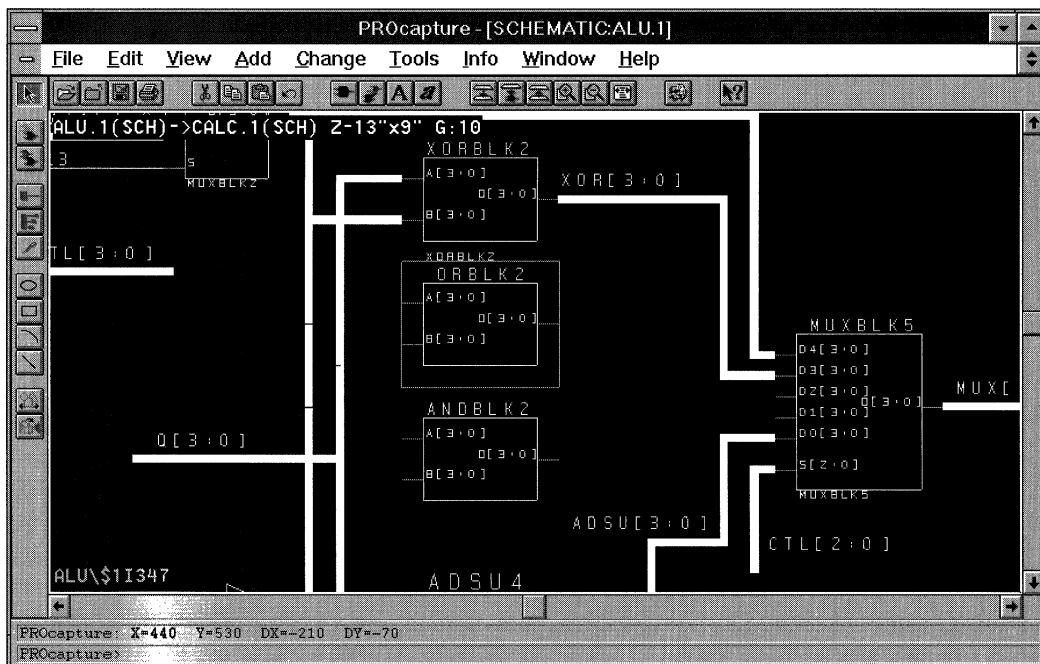 PROcapture - [SCHEMATIC:ALU.1]
File Edit View Add Change Tools Info Window Help
A a
ALU.1(SCH)->CALC.1(SCH) Z-13"x9" G:10
.3
S
MUXBLK2
TL[3:0]
Q[3:0]
XORBLK2
A[3:0]
O[3:0]
B[3:0]
XORBLK2
XOR[3:0]
ORBLK2
A[3:0]
O[3:0]
B[3:0]
ANDBLK2
A[3:0]
O[3:0]
B[3:0]
MUXBLK5
D4[3:0]
D3[3:0]
D2[3:0]
D1[3:0]
D0[3:0]
O[3:0]
S[2:0]
MUXBLK5
MUX[
ADSU[3:0]
CTL[2:0]
ALU\$1I347
ADSU4
PROcapture: X=440 Y=530 DX=-210 DY=-70
PROcapture>